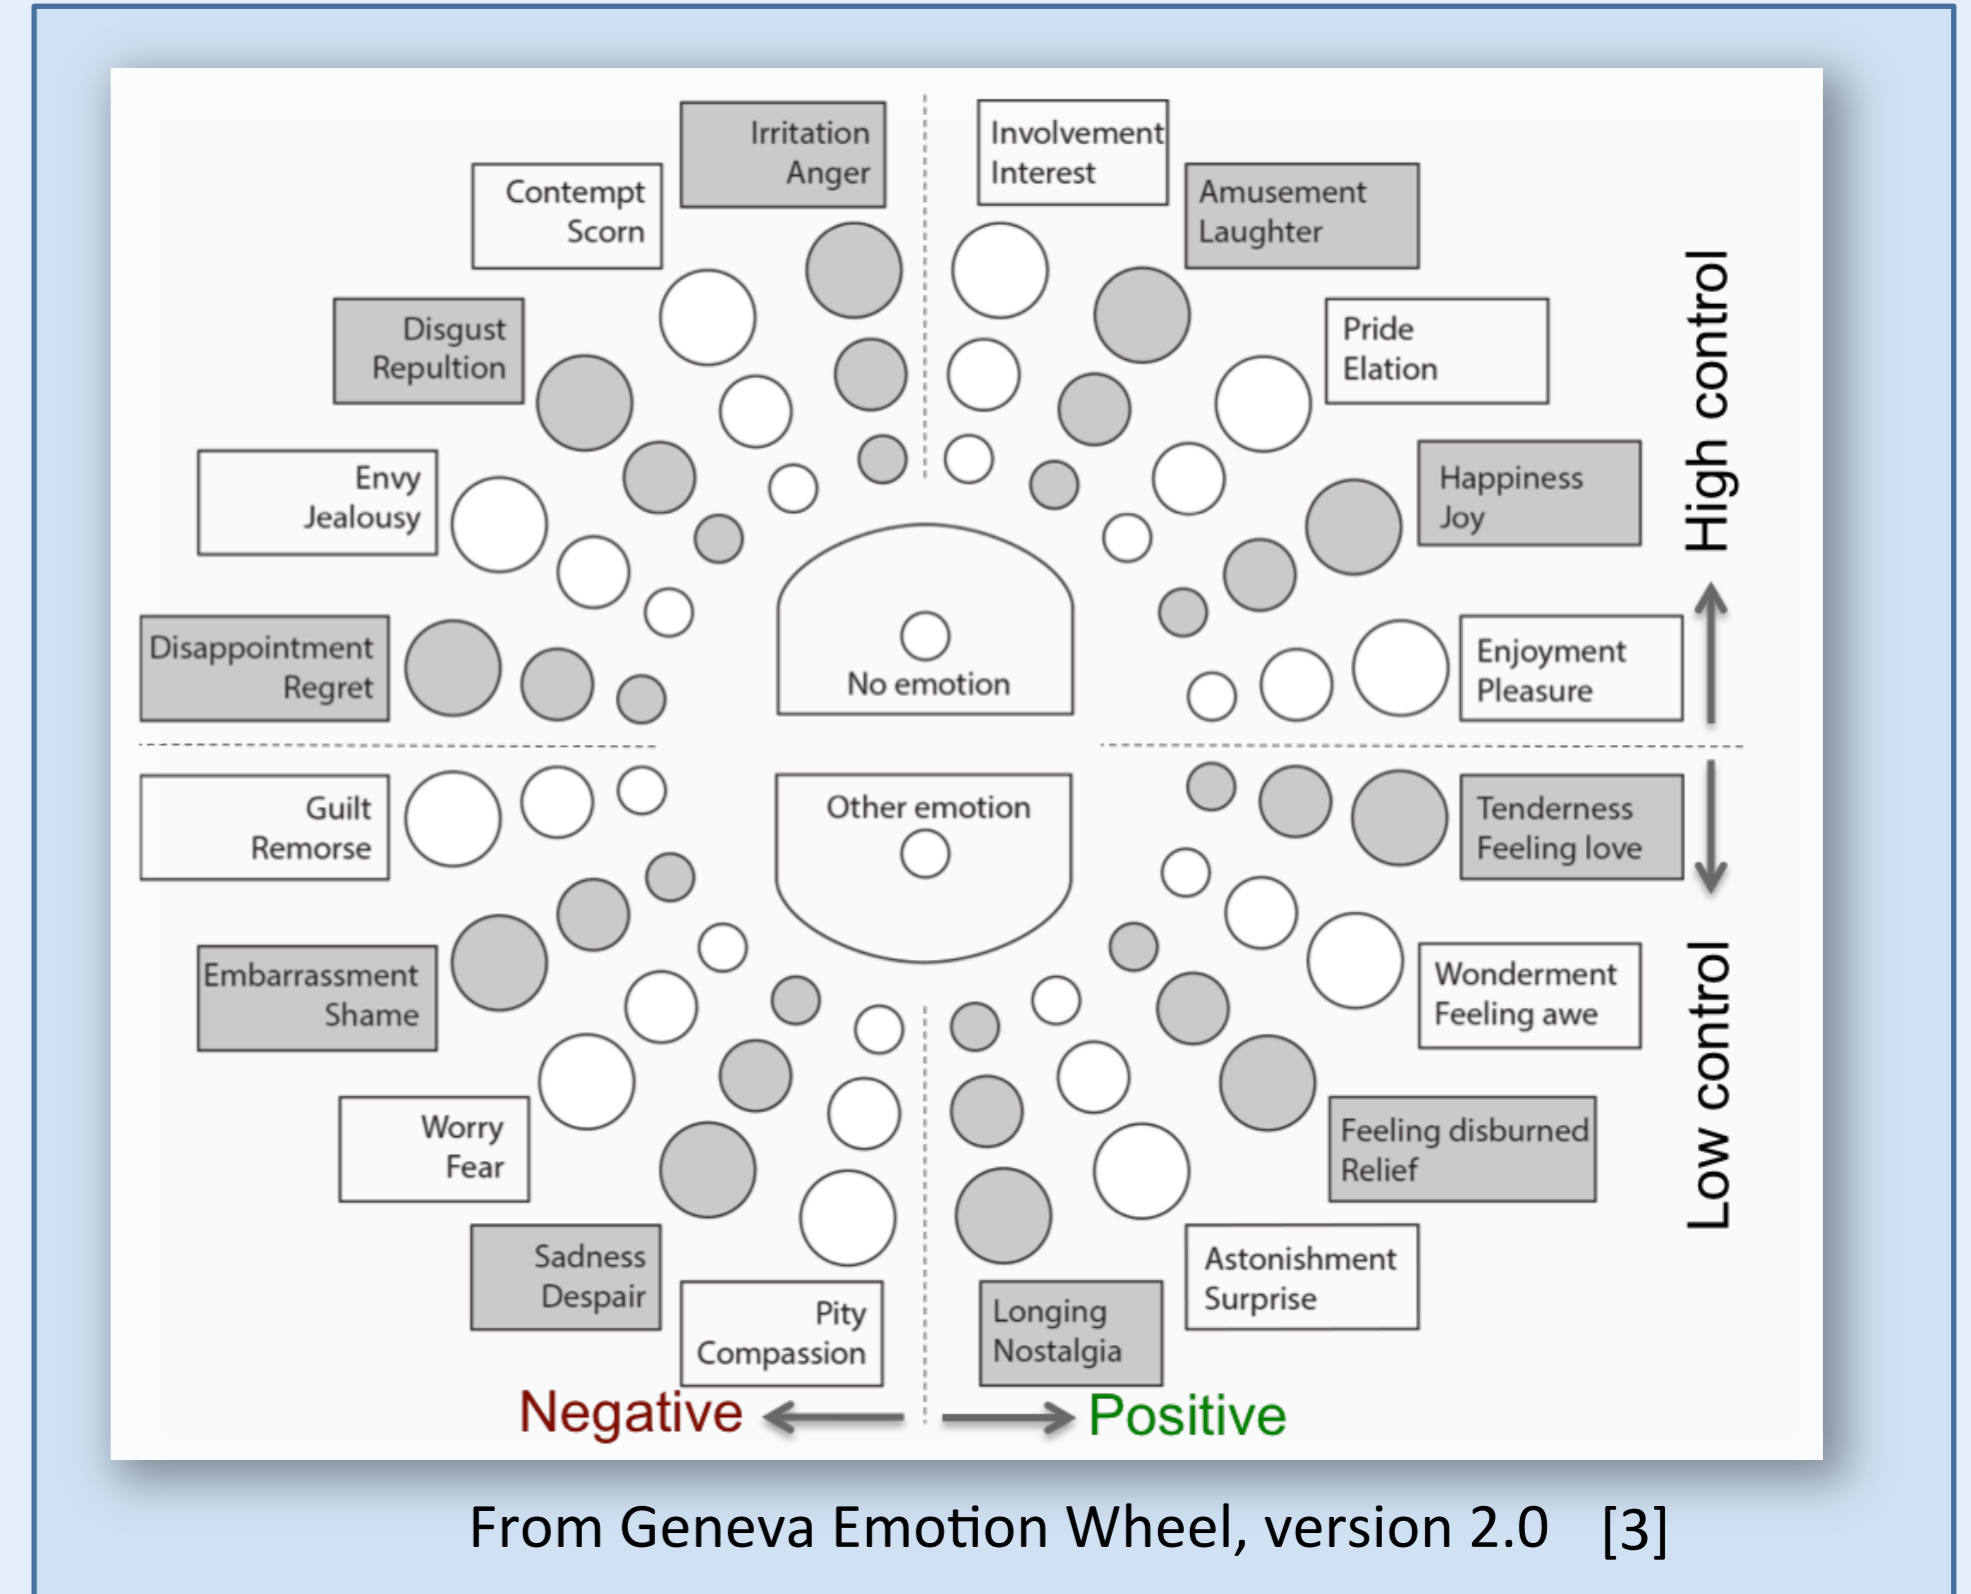 Irritation
Anger
Involvement
Interest
Contempt
Scorn
Amusement
Laughter
Disgust
Repultion
Pride
Elation
Envy
Jealousy
Happiness
Joy
High control
Disappointment
Regret
No emotion
Enjoyment
Pleasure
Guilt
Remorse
Other emotion
Tenderness
Feeling love
Embarrassment
Shame
Wonderment
Feeling awe
Low control
Worry
Fear
Feeling disburned
Relief
Sadness
Despair
Astonishment
Surprise
Pity
Compassion
Longing
Nostalgia
Negative
Positive
From Geneva Emotion Wheel, version 2.0 [3]